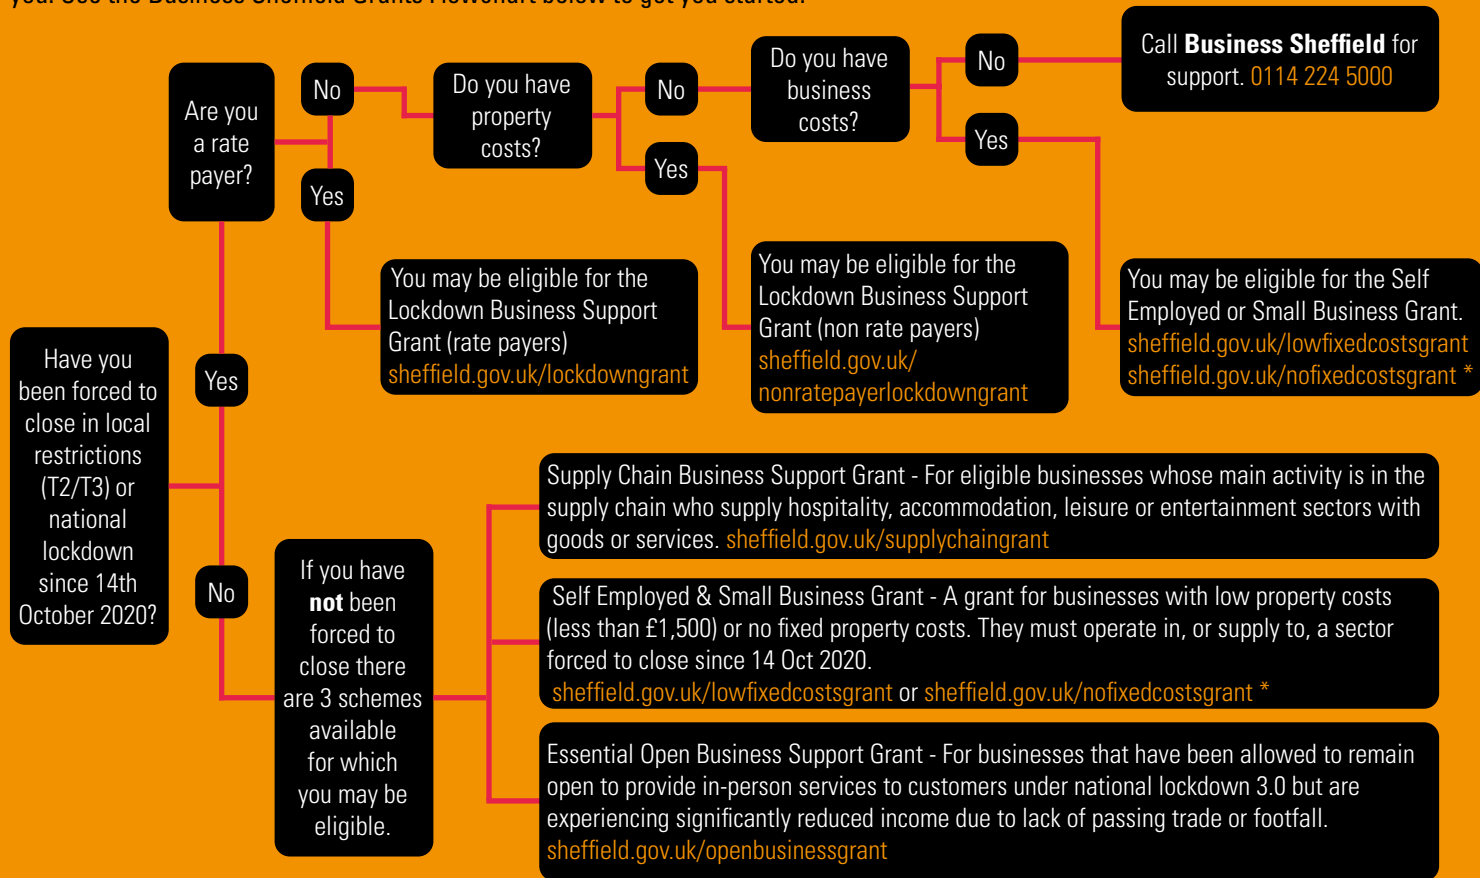 you. See the Business Sheffield Grants Flowchart below to get you started.
Have you
been forced to
close in local
restrictions
(T2/T3) or
national
lockdown
since 14th
October 2020?
Yes
No
Are you
a rate
payer?
No
Yes
Do you have
property
costs?
No
Yes
Do you have
business
costs?
No
Yes
Call Business Sheffield for
support. 0114 224 5000
You may be eligible for the
Lockdown Business Support
Grant (rate payers)
sheffield.gov.uk/lockdowngrant
You may be eligible for the
Lockdown Business Support
Grant (non rate payers)
sheffield.gov.uk/
nonratepayerlockdowngrant
You may be eligible for the Self
Employed or Small Business Grant.
sheffield.gov.uk/lowfixedcostsgrant
sheffield.gov.uk/nofixedcostsgrant *
If you have
not been
forced to
close there
are 3 schemes
available
for which
you may be
eligible.
Supply Chain Business Support Grant - For eligible businesses whose main activity is in the
supply chain who supply hospitality, accommodation, leisure or entertainment sectors with
goods or services. sheffield.gov.uk/supplychaingrant
Self Employed & Small Business Grant - A grant for businesses with low property costs
(less than £1,500) or no fixed property costs. They must operate in, or supply to, a sector
forced to close since 14 Oct 2020.
sheffield.gov.uk/lowfixedcostsgrant or sheffield.gov.uk/nofixedcostsgrant *
Essential Open Business Support Grant - For businesses that have been allowed to remain
open to provide in-person services to customers under national lockdown 3.0 but are
experiencing significantly reduced income due to lack of passing trade or footfall.
sheffield.gov.uk/openbusinessgrant